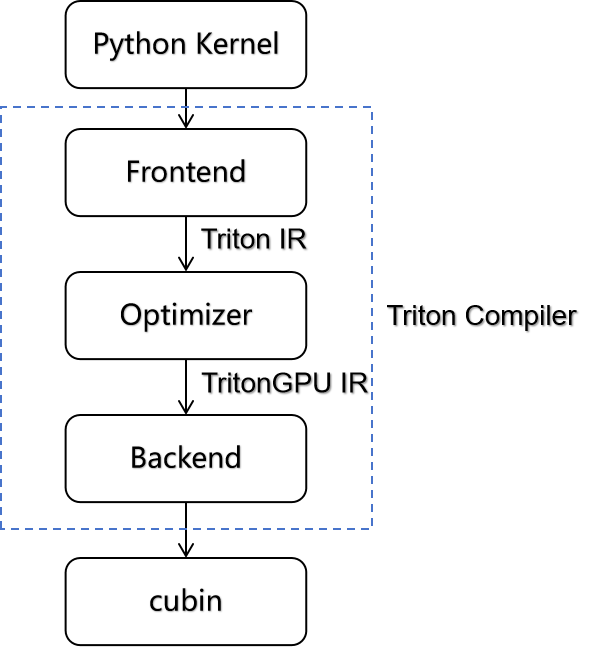 Python Kernel
Frontend
Triton IR
Optimizer
Triton Compiler
TritonGPU IR
Backend
cubin